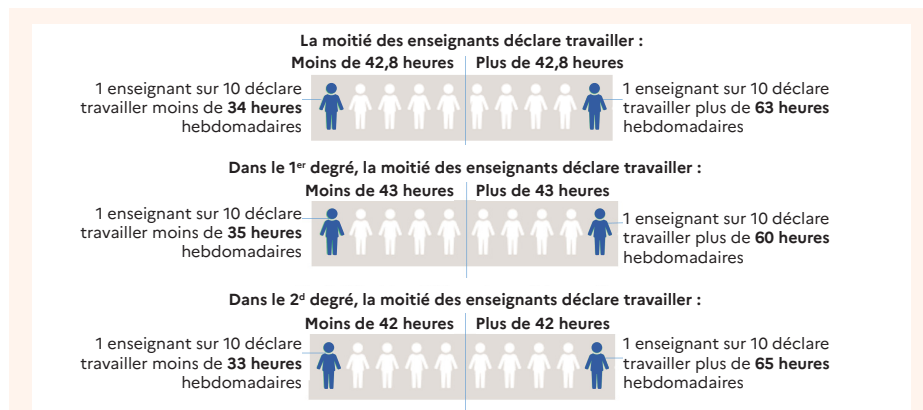 La moitié des enseignants déclare travailler :
Moins de 42,8 heures
Plus de 42,8 heures
1 enseignant sur 10 déclare
travailler moins de 34 heures
hebdomadaires
1 enseignant sur 10 déclare
travailler plus de 63 heures
hebdomadaires
Dans le 1er degré, la moitié des enseignants déclare travailler :
Moins de 43 heures
Plus de 43 heures
1 enseignant sur 10 déclare
travailler moins de 35 heures
hebdomadaires
1 enseignant sur 10 déclare
travailler plus de 60 heures
hebdomadaires
Dans le 2d degré, la moitié des enseignants déclare travailler :
Moins de 42 heures
Plus de 42 heures
1 enseignant sur 10 déclare
travailler moins de 33 heures
hebdomadaires
1 enseignant sur 10 déclare
travailler plus de 65 heures
hebdomadaires